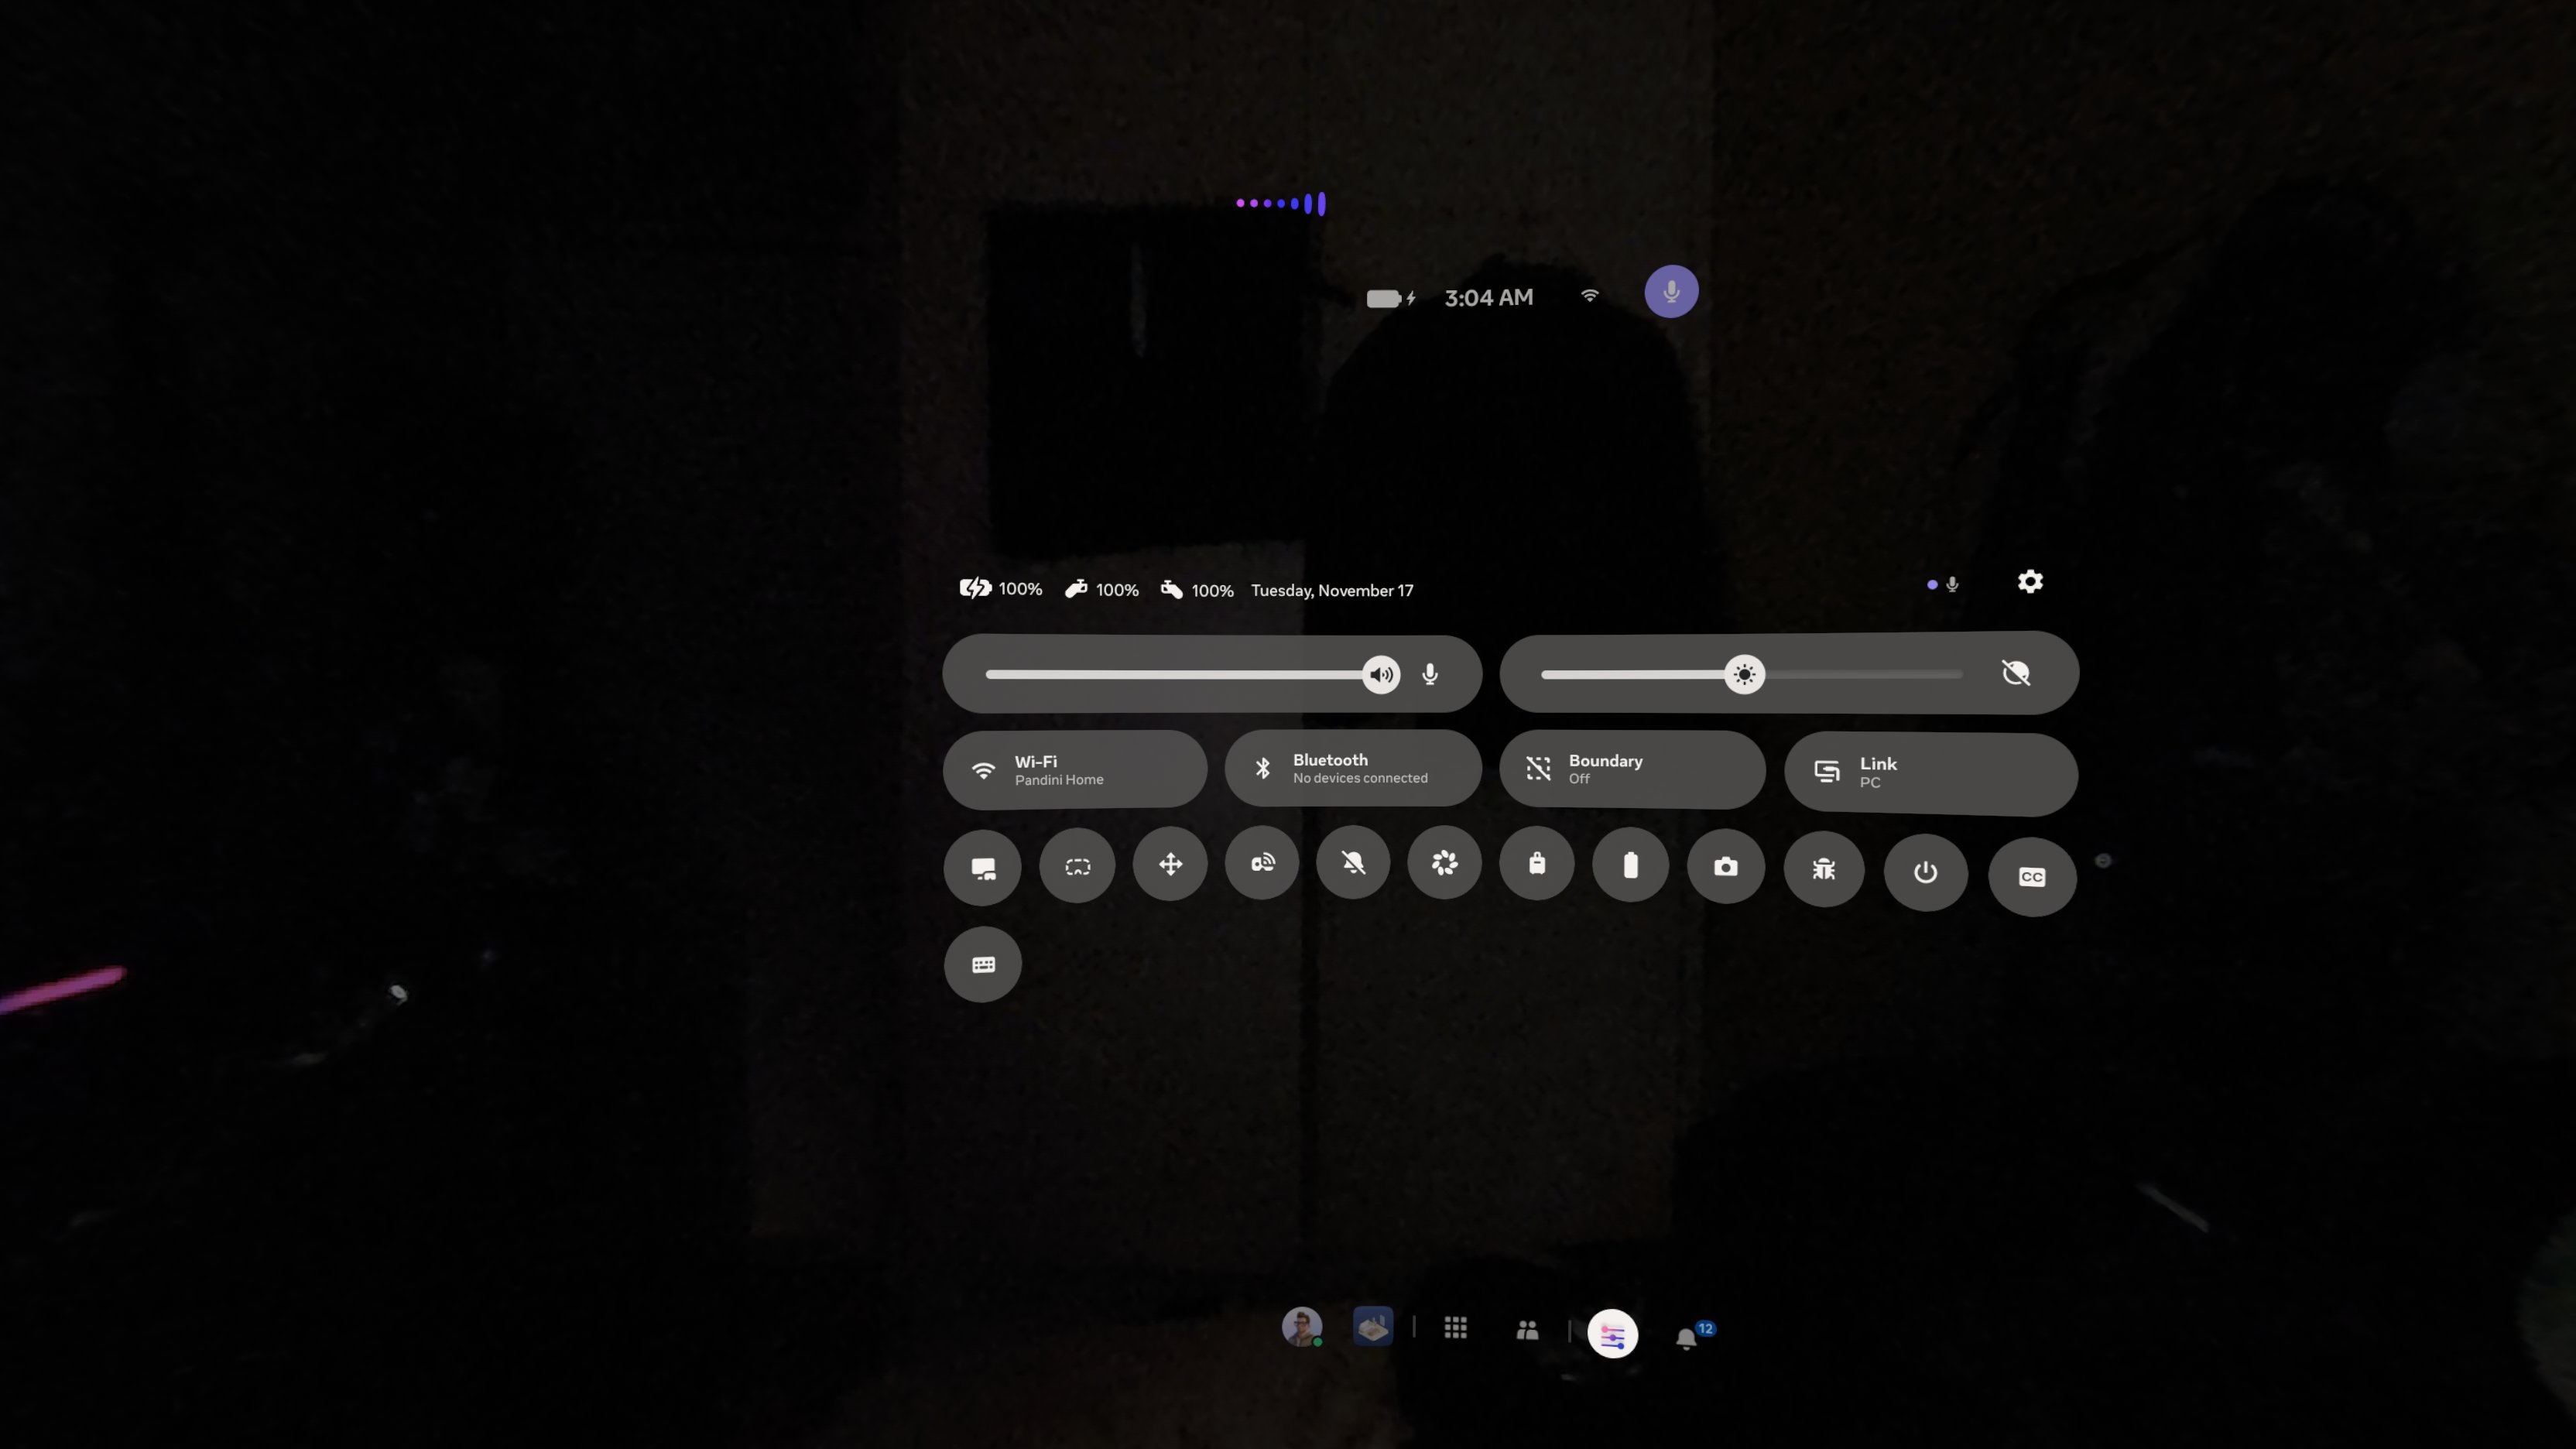 3:04 AM
100% 100% 100% Tuesday, November 17
Wi-Fi
Pandini Home
Bluetooth
No devices connected
Boundary
Off
Link
PC
CC
12